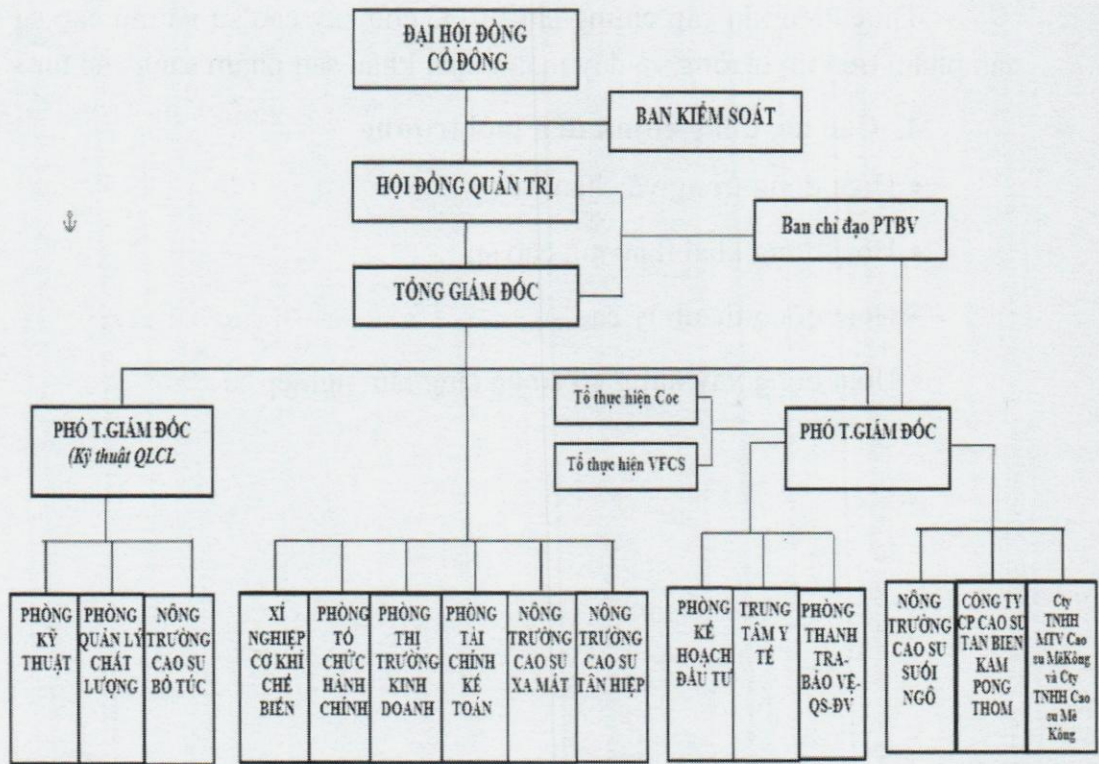 ĐẠI HỘI ĐỒNG
CỔ ĐÔNG
BAN KIỂM SOÁT
HỘI ĐỒNG QUẢN TRỊ
Ban chỉ đạo PTBV
TỔNG GIÁM ĐỐC
PHÓ T.GIÁM ĐỐC
(Kỹ thuật QLCL
Tổ thực hiện Coc
Tổ thực hiện VFCS
PHÓ T.GIÁM ĐỐC
PHÒNG
KỸ
THUẬT
PHÒNG
QUẢN LÝ
CHẤT
LƯỢNG
NÔNG
TRƯỜNG
CAO SU
BỔ TÚC
XÍ
NGHIỆP
CƠ KHÍ
CHẾ
BIẾN
PHÒNG
TỔ
CHỨC
HÀNH
CHÍNH
PHÒNG
THỊ
TRƯỜNG
KINH
DOANH
PHÒNG
TÀI
CHÍNH
KẾ
TOÁN
NÔNG
TRƯỜNG
CAO SU
XA MÁT
NÔNG
TRƯỜNG
CAO SU
TÂN HIỆP
PHÒNG
KẾ
HOẠCH
ĐẦU TƯ
TRUNG
TÂM Y
TẾ
PHÒNG
THANH
TRA-
BẢO VỆ-
QS-ĐV
NÔNG
TRƯỜNG
CAO SU
SUỐI
NGÔ
CÔNG TY
CP CAO SU
TAN BIEN
KAM
PONG
THOM
Cty
TNHH
MTV Cao
su MêKông
và Cty
TNHH Cao
su Mê
Kông